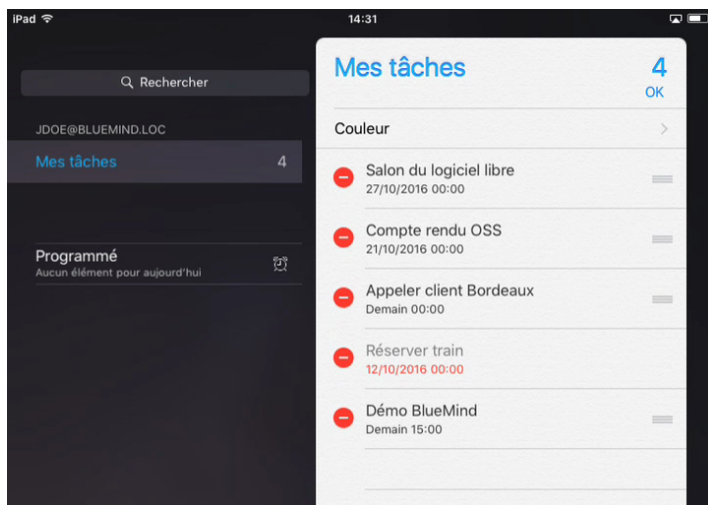 iPad
14:31
Rechercher
JDOE@BLUEMIND.LOC
Mes tâches 4
Programmé
Aucun élément pour aujourd'hui
Mes tâches 4
OK
Couleur
Salon du logiciel libre
27/10/2016 00:00
Compte rendu OSS
21/10/2016 00:00
Appeler client Bordeaux
Demain 00:00
Réserver train
12/10/2016 00:00
Démo BlueMind
Demain 15:00